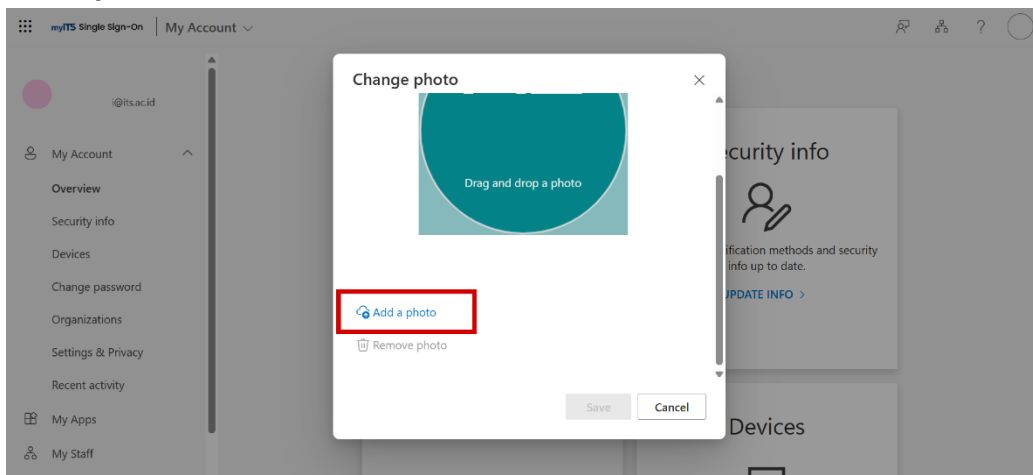 myITS Single Sign-On My Account
?
i@its.ac.id
My Account
Overview
Security info
Devices
Change password
Organizations
Settings & Privacy
Recent activity
My Apps
My Staff
Change photo
Drag and drop a photo
Add a photo
Remove photo
Save Cancel
curity info
ification methods and security
info up to date.
UPDATE INFO >
Devices